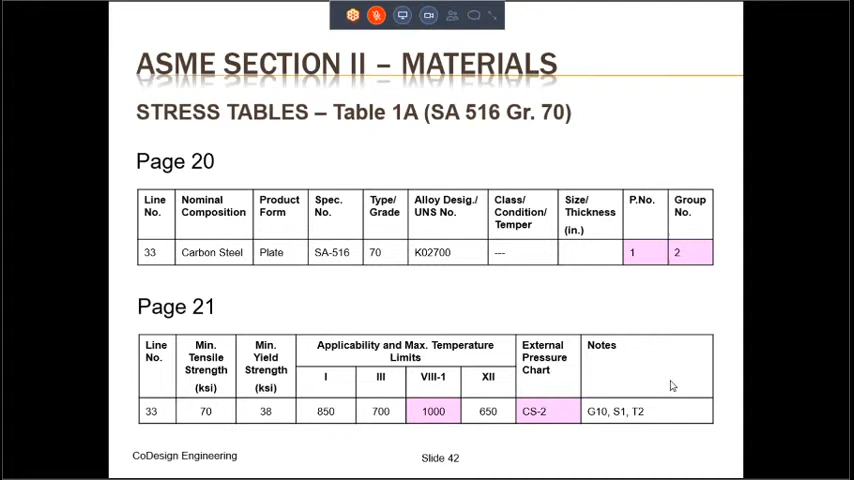 ASME SECTION II – MATERIALS
STRESS TABLES – Table 1A (SA 516 Gr. 70)
Page 20
Line No. Nominal Composition Product Form Spec. No. Type/ Grade Alloy Desig./ UNS No. Class/ Condition/ Temper Size/ Thickness (in.) P.No. Group No.
33 Carbon Steel Plate SA-516 70 K02700 --- 1 2
Page 21
Line No. Min. Tensile Strength (ksi) Min. Yield Strength (ksi) Applicability and Max. Temperature Limits External Pressure Chart Notes
I III VIII-1 XII
33 70 38 850 700 1000 650 CS-2 G10, S1, T2
CoDesign Engineering
Slide 42